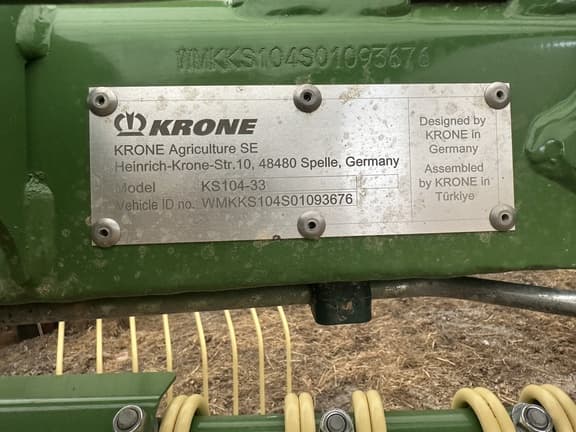 WMKKS104S01093676
KRONE
KRONE Agriculture SE
Heinrich-Krone-Str.10, 48480 Spelle, Germany
Model KS104-33
Vehicle ID no. WMKKS104S01093676
Designed by
KRONE in
Germany
Assembled
by KRONE in
Türkiye